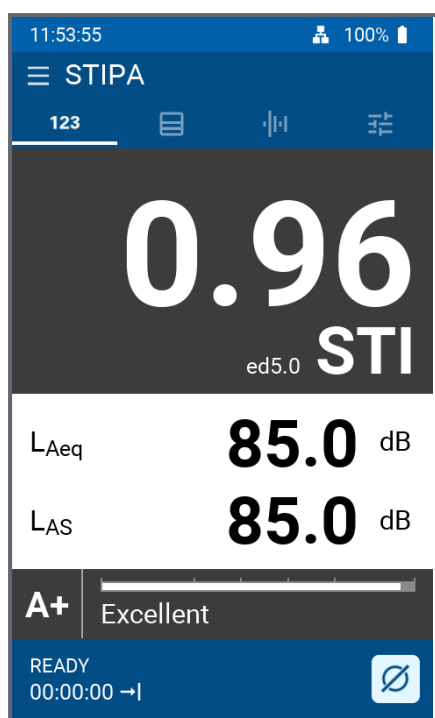 11:53:55 100%
STIPA
123
0.96
ed5.0 STI
LAeq 85.0 dB
LAS 85.0 dB
A+ Excellent
READY
00:00:00